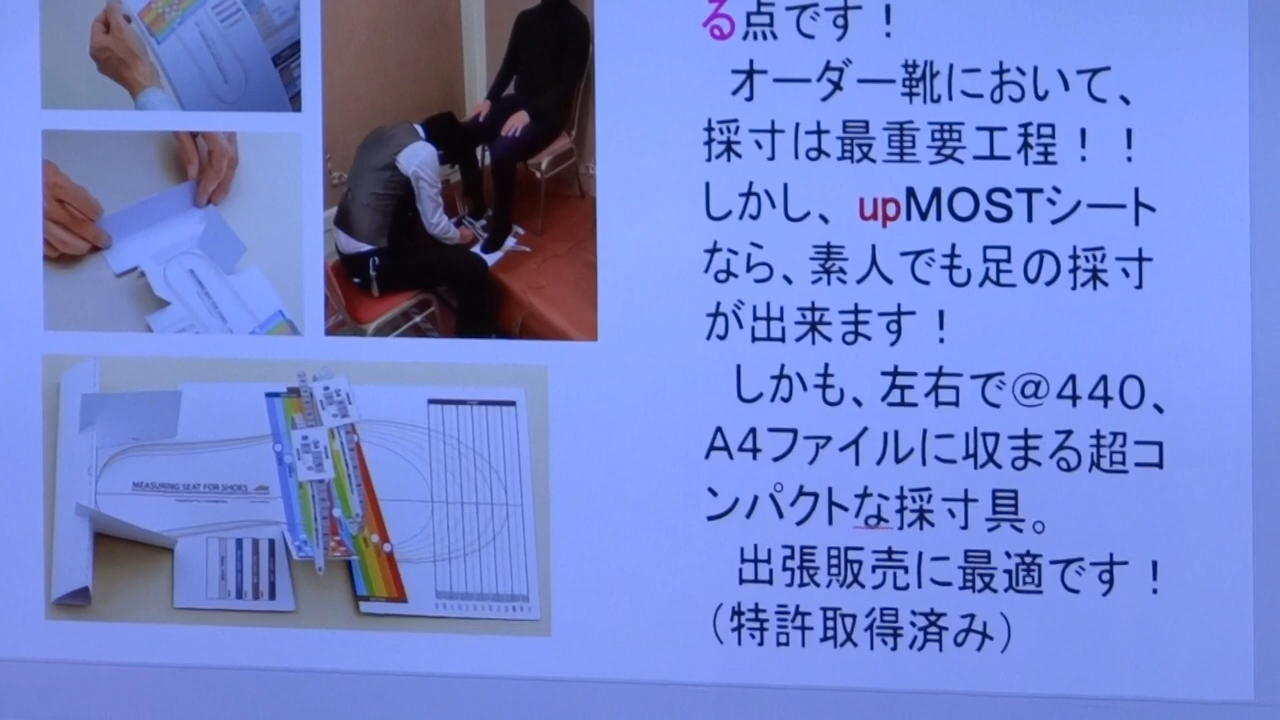 る点です！
オーダー靴において、
採寸は最重要工程！！
しかし、upMOSTシート
なら、素人でも足の採寸
が出来ます！
しかも、左右で@440、
A4ファイルに収まる超コ
ンパクトな採寸具。
出張販売に最適です！
（特許取得済み）
MEASURING SEAT FOR SHOES